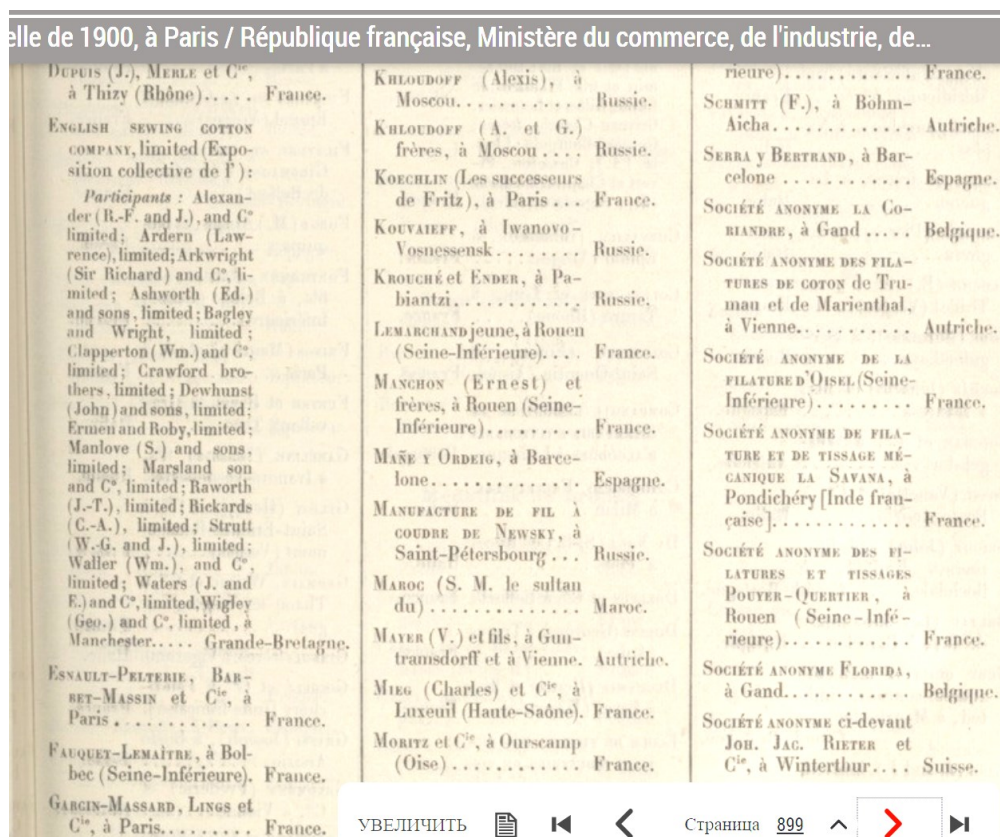 elle de 1900, à Paris / République française, Ministère du commerce, de l'industrie, de...
DUPUIS (J.), MERLE et Cie,
à Thizy (Rhône)..... France.
ENGLISH SEWING COTTON
COMPANY, limited (Expo-
sition collective de l'):
Participants : Alexan-
der (R.-F. and J.), and C°
limited; Ardern (Law-
rence), limited; Arkwright
(Sir Richard) and C°, li-
mited; Ashworth (Ed.)
and sons, limited; Bagley
and Wright, limited;
Clapperton (Wm.) and C°,
limited; Crawford bro-
thers, limited; Dewhunst
(John) and sons, limited;
Ermen and Roby, limited;
Manlove (S.) and sons,
limited; Marsland son
and C°, limited; Raworth
(J.-T.), limited; Rickards
(C.-A.), limited; Strutt
(W.-G. and J.), limited;
Waller (Wm.), and C°,
limited; Waters (J. and
E.) and C°, limited, Wigley
(Geo.) and C°, limited, à
Manchester..... Grande-Bretagne.
ESNAULT-PELTERIE, BAR-
BET-MASSIN et Cie à
Paris ............ France.
FAUQUET-LEMAÎTRE, à Bol-
bec (Seine-Inférieure). France.
GARCIN-MASSARD, LINGS et
Cie, à Paris........ France.
KHLOUDOFF (Alexis), à
Moscou............ Russie.
KHLOUDOFF (A. et G.)
frères, à Moscou.... Russie.
KOECHLIN (Les successeurs
de Fritz), à Paris... France.
KOUVAIEFF, à Iwanovo-
Vosnessensk........ Russie.
KROUCHÉ et ENDER, à Pa-
biantzi............ Russie.
LEMARCHAND jeune, à Rouen
(Seine-Inférieure).... France.
MANCHON (Ernest) et
frères, à Rouen (Seine-
Inférieure)......... France.
MAÑE Y ORDEIG, à Barce-
lone............... Espagne.
MANUFACTURE DE FIL À
COUDRE DE NEWSKY, à
Saint-Pétersbourg... Russie.
MAROC (S. M. le sultan
du)............... Maroc.
MAYER (V.) et fils, à Gun-
tramsdorff et à Vienne. Autriche.
MIEG (Charles) et Cie, à
Luxeuil (Haute-Saône). France.
MORITZ et Cie, à Ourscamp
(Oise)............. France.
rieure)............ France.
SCHMITT (F.), à Böhm-
Aicha............. Autriche.
SERRA Y BERTRAND, à Bar-
celone............ Espagne.
SOCIÉTÉ ANONYME LA CO-
RIANDRE, à Gand..... Belgique.
SOCIÉTÉ ANONYME DES FILA-
TURES DE COTON de Tru-
mau et de Marienthal,
à Vienne........... Autriche.
SOCIÉTÉ ANONYME DE LA
FILATURE D'OISEL (Seine-
Inférieure)......... France.
SOCIÉTÉ ANONYME DE FILA-
TURE ET DE TISSAGE MÉ-
CANIQUE LA SAVANA, à
Pondichéry [Inde fran-
çaise]............. France.
SOCIÉTÉ ANONYME DES FI-
LATURES ET TISSAGES
POUYER-QUERTIER, à
Rouen (Seine-Infé-
rieure)............ France.
SOCIÉTÉ ANONYME FLORIDA,
à Gand............ Belgique.
SOCIÉTÉ ANONYME ci-devant
JOH. JAC. RIETER et
Cie, à Winterthur.... Suisse.
УВЕЛИЧИТЬ Страница 899